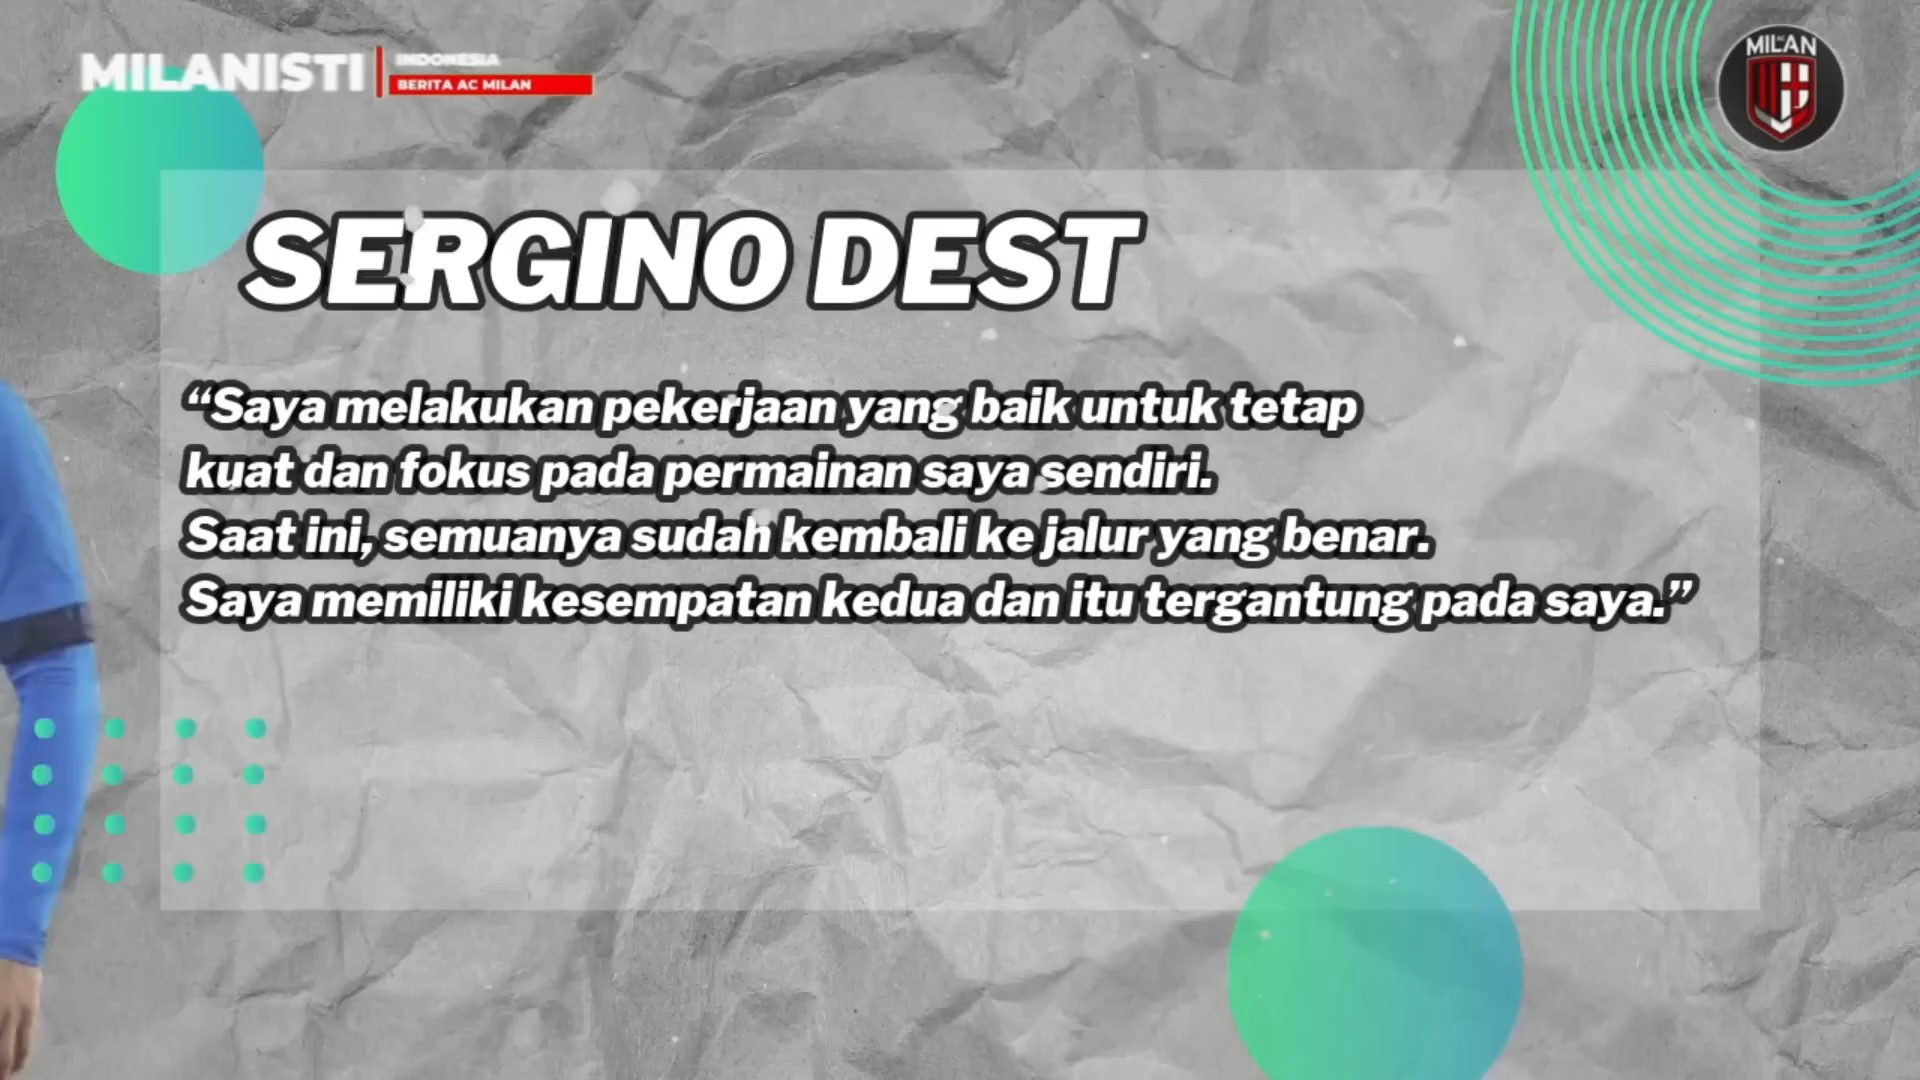 MILANISTI
INDONESIA
BERITA AC MILAN
AC
MILAN
SERGINO DEST
“Saya melakukan pekerjaan yang baik untuk tetap
kuat dan fokus pada permainan saya sendiri.
Saat ini, semuanya sudah kembali ke jalur yang benar.
Saya memiliki kesempatan kedua dan itu tergantung pada saya.”